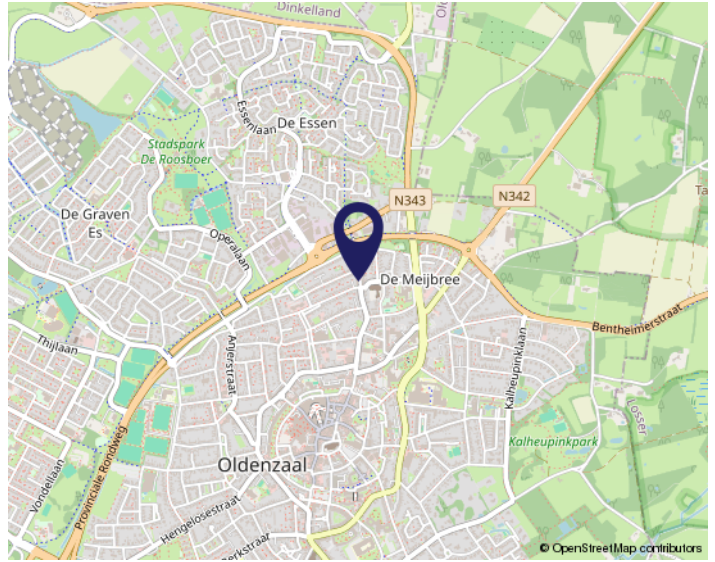 Dinkelland
De Essen
Essenlaan
Stadspark
De Roosboer
N343
N342
De Graven
Es
Operalaan
De Meijbree
Bentheimerstraat
Thijlaan
Anjerstraat
Kalheupinklaan
Losser
Kalheupinkpark
Oldenzaal
Vondellaan
Provinciale Rondweg
Hengelosestraat
© OpenStreetMap contributors